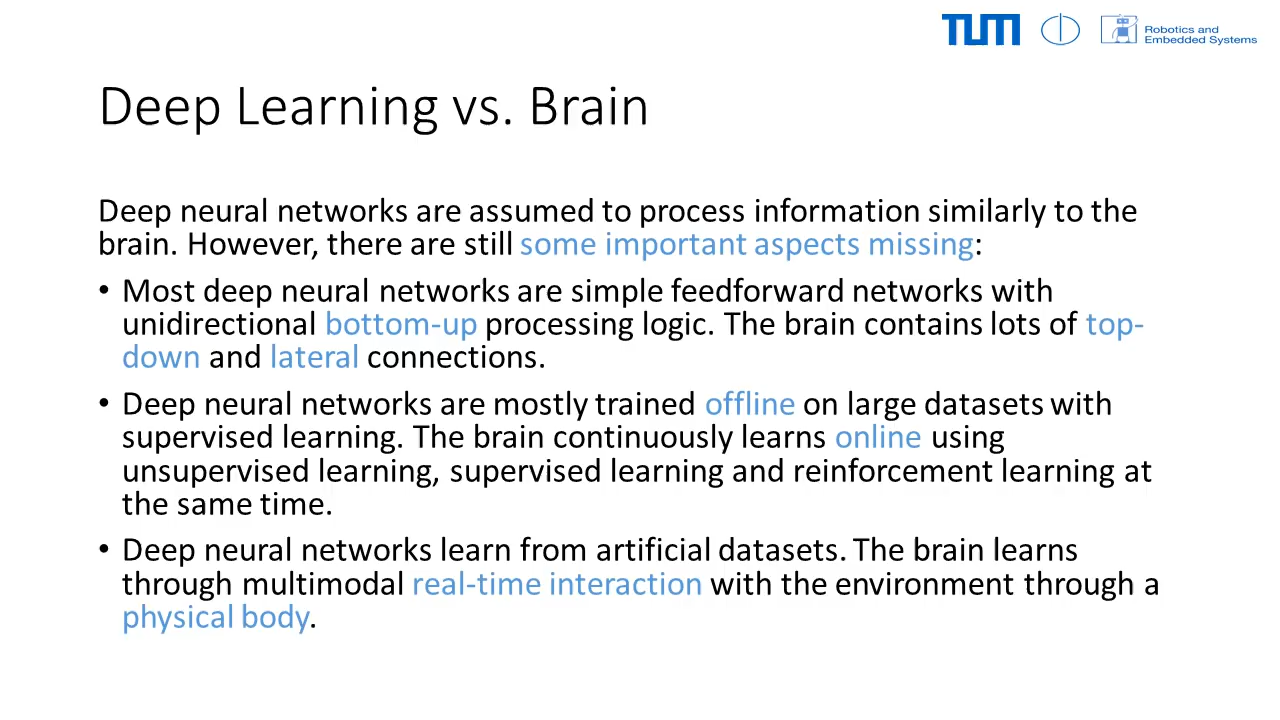 TUM
Robotics and
Embedded Systems
Deep Learning vs. Brain
Deep neural networks are assumed to process information similarly to the
brain. However, there are still some important aspects missing:
• Most deep neural networks are simple feedforward networks with
unidirectional bottom-up processing logic. The brain contains lots of top-
down and lateral connections.
• Deep neural networks are mostly trained offline on large datasets with
supervised learning. The brain continuously learns online using
unsupervised learning, supervised learning and reinforcement learning at
the same time.
• Deep neural networks learn from artificial datasets. The brain learns
through multimodal real-time interaction with the environment through a
physical body.